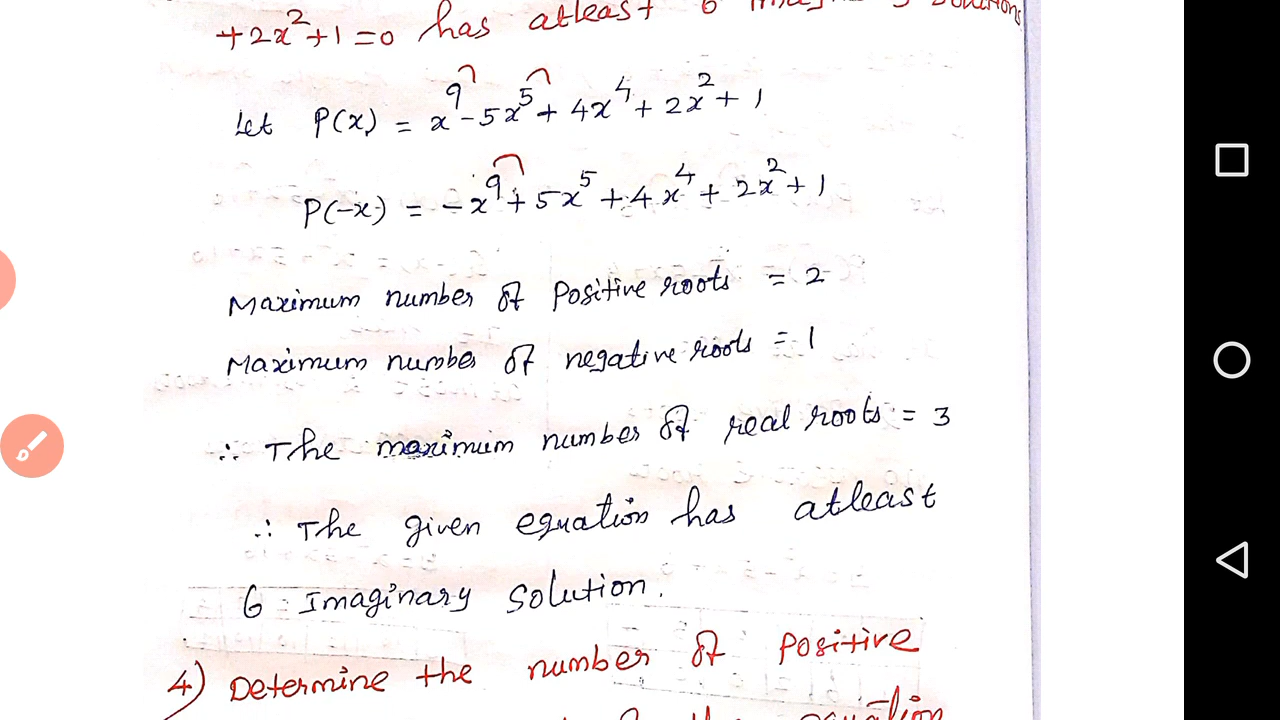 +2x²+1=0 has atleast 6
Let P(x) = x⁹-5x⁵+4x⁴+2x²+1
P(-x) = -x⁹+5x⁵+4x⁴+2x²+1
Maximum number of Positive roots = 2
Maximum number of negative roots = 1
∴ The maximum number of real roots = 3
∴ The given equation has atleast
6 Imaginary Solution.
4) Determine the number of Positive
equation